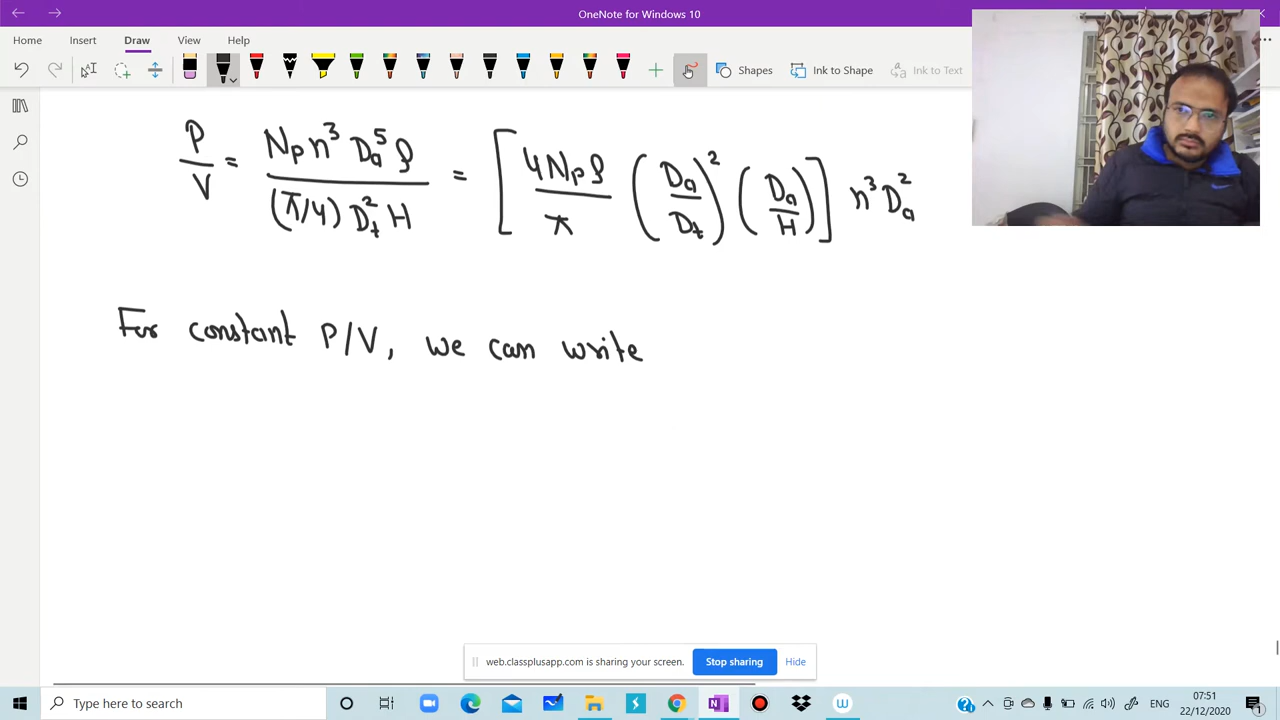 OneNote for Windows 10
Home Insert Draw View Help
Shapes Ink to Shape Ink to Text
P/V = Np n³ Da⁵ ρ / (π/4) Dt² H = [4Npρ/π (Da/Dt)² (Da/H)] n³ Da²
For constant P/V, we can write
web.classplusapp.com is sharing your screen. Stop sharing Hide
Type here to search
ENG
07:51
22/12/2020